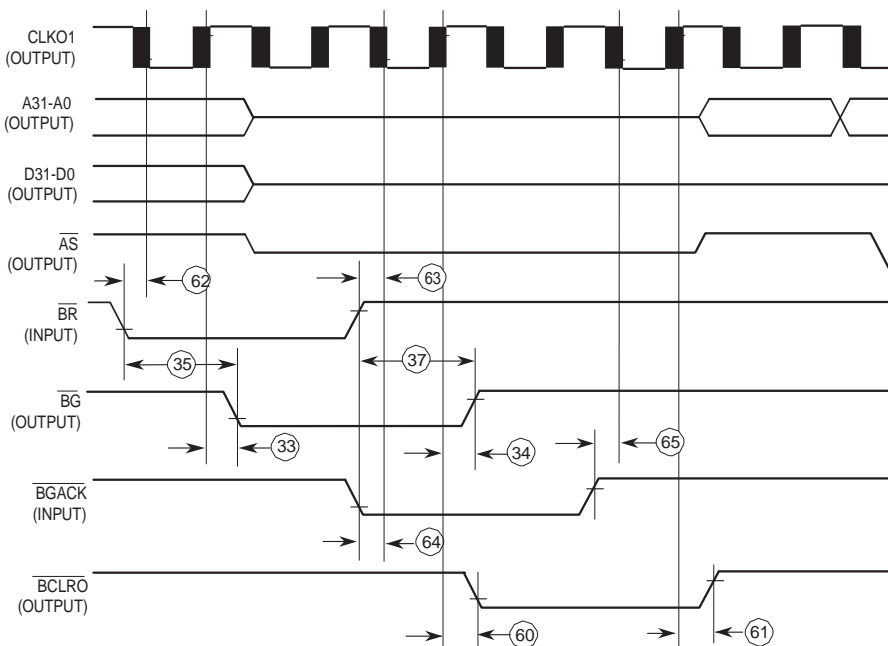 CLKO1
(OUTPUT)
A31-A0
(OUTPUT)
D31-D0
(OUTPUT)
AS
(OUTPUT)
62
63
BR
(INPUT)
35
37
BG
(OUTPUT)
33
34
65
BGACK
(INPUT)
64
BCLRO
(OUTPUT)
60
61